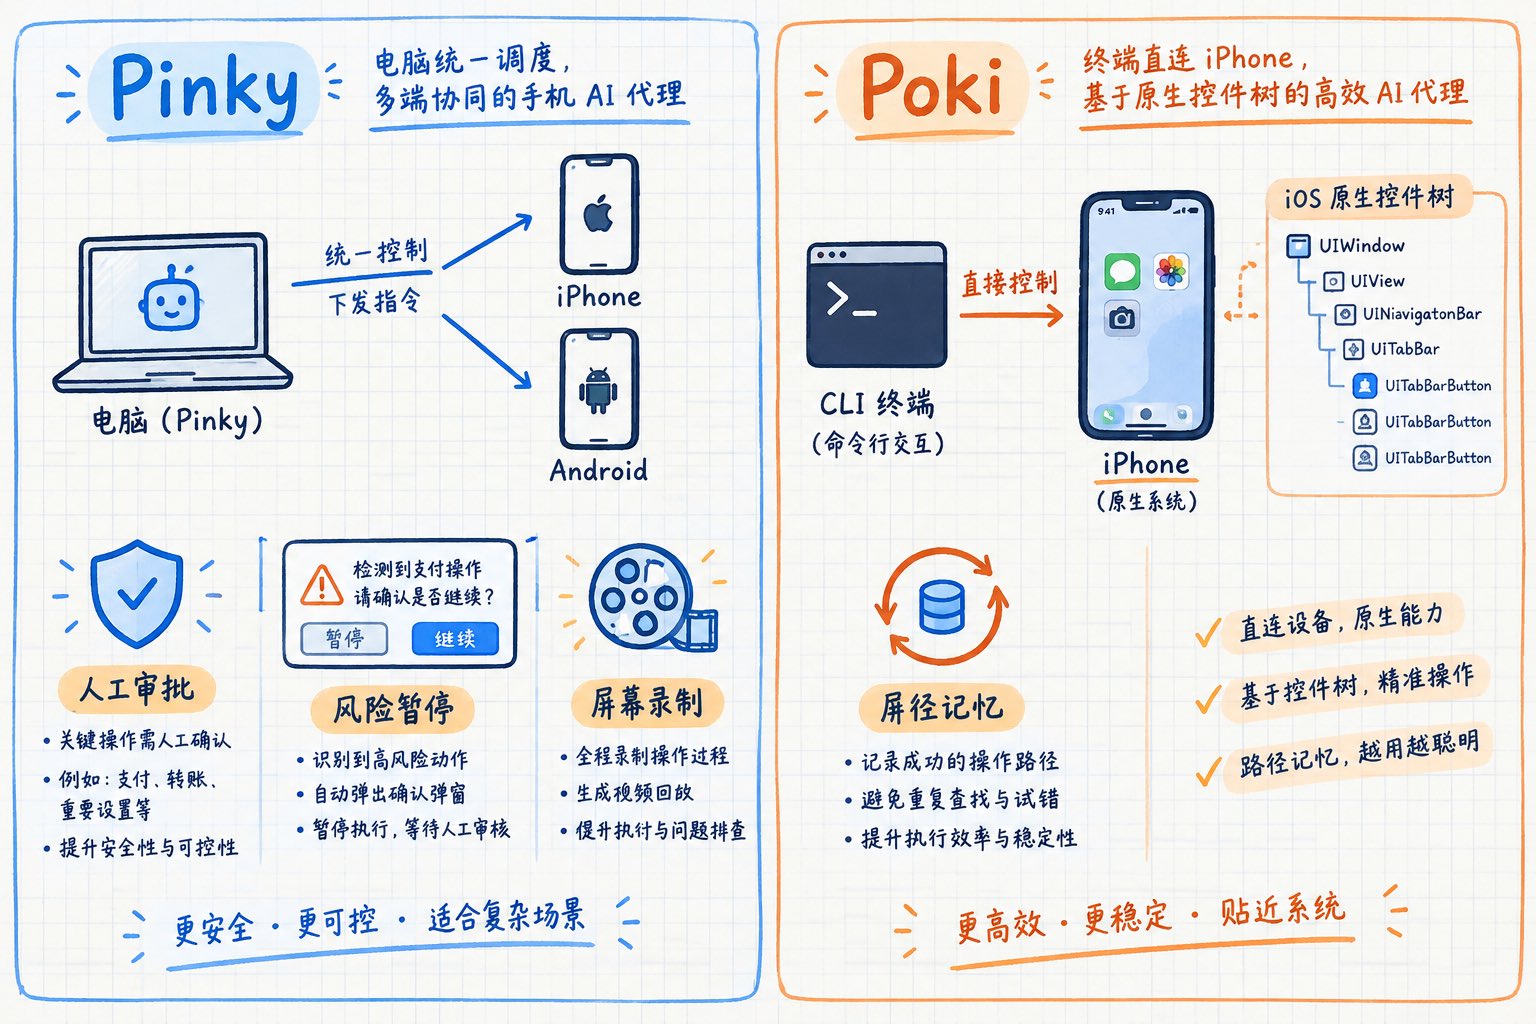 Pinky
电脑统一调度，
多端协同的手机 AI 代理
统一控制
下发指令
iPhone
Android
电脑（Pinky）
人工审批
• 关键操作需人工确认
• 例如：支付、转账、
重要设置等
• 提升安全性与可控性
检测到支付操作
请确认是否继续？
暂停
继续
风险暂停
• 识别到高风险动作
• 自动弹出确认弹窗
• 暂停执行，等待人工审核
屏幕录制
• 全程录制操作过程
• 生成视频回放
• 促升执行与问题排查
更安全 · 更可控 · 适合复杂场景
Poki
终端直连 iPhone，
基于原生控件树的高效 AI 代理
>_
CLI 终端
（命令行交互）
直接控制
9:41
iPhone
（原生系统）
iOS 原生控件树
UIWindow
UIView
UINiavigatonBar
UiTabBar
UITabBarButton
UITabBarButton
UITabBarButton
屏径记忆
• 记录成功的操作路径
• 避免重复查找与试错
• 提升执行效率与稳定性
直连设备，原生能力
基于控件树，精准操作
路径记忆，越用越聪明
更高效 · 更稳定 · 贴近系统